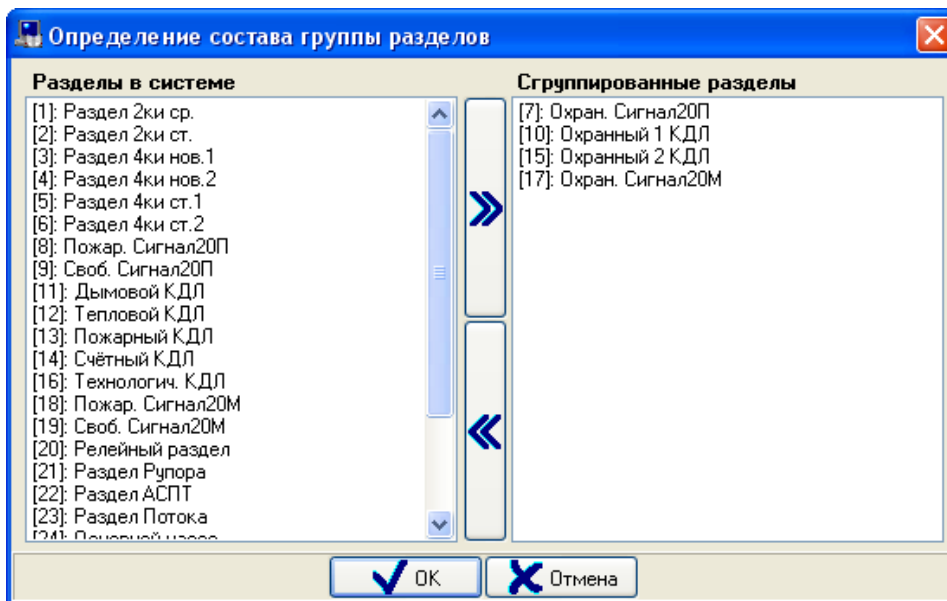 Определение состава группы разделов
Разделы в системе
[1]: Раздел 2ки ср.
[2]: Раздел 2ки ст.
[3]: Раздел 4ки нов.1
[4]: Раздел 4ки нов.2
[5]: Раздел 4ки ст.1
[6]: Раздел 4ки ст.2
[8]: Пожар. Сигнал20П
[9]: Своб. Сигнал20П
[11]: Дымовой КДЛ
[12]: Тепловой КДЛ
[13]: Пожарный КДЛ
[14]: Счётный КДЛ
[16]: Технологич. КДЛ
[18]: Пожар. Сигнал20М
[19]: Своб. Сигнал20М
[20]: Релейный раздел
[21]: Раздел Рупора
[22]: Раздел АСПТ
[23]: Раздел Потока
[24]:
Сгруппированные разделы
[7]: Охран. Сигнал20П
[10]: Охранный 1 КДЛ
[15]: Охранный 2 КДЛ
[17]: Охран. Сигнал20М
OK
Отмена